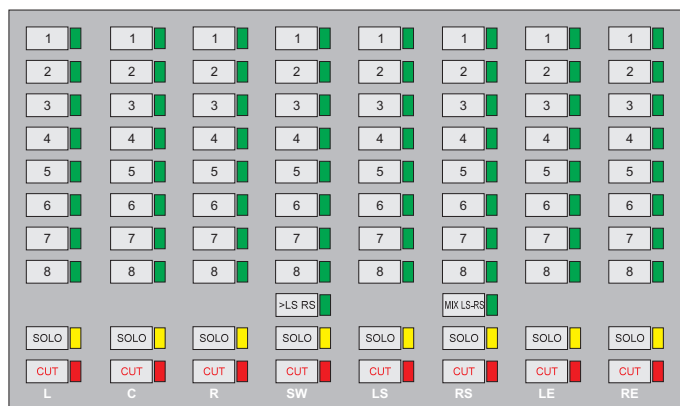 1 1 1 1 1 1 1 1
2 2 2 2 2 2 2 2
3 3 3 3 3 3 3 3
4 4 4 4 4 4 4 4
5 5 5 5 5 5 5 5
6 6 6 6 6 6 6 6
7 7 7 7 7 7 7 7
8 8 8 8 8 8 8 8
>LS RS MIX LS-RS
SOLO SOLO SOLO SOLO SOLO SOLO SOLO SOLO
CUT CUT CUT CUT CUT CUT CUT CUT
L C R SW LS RS LE RE